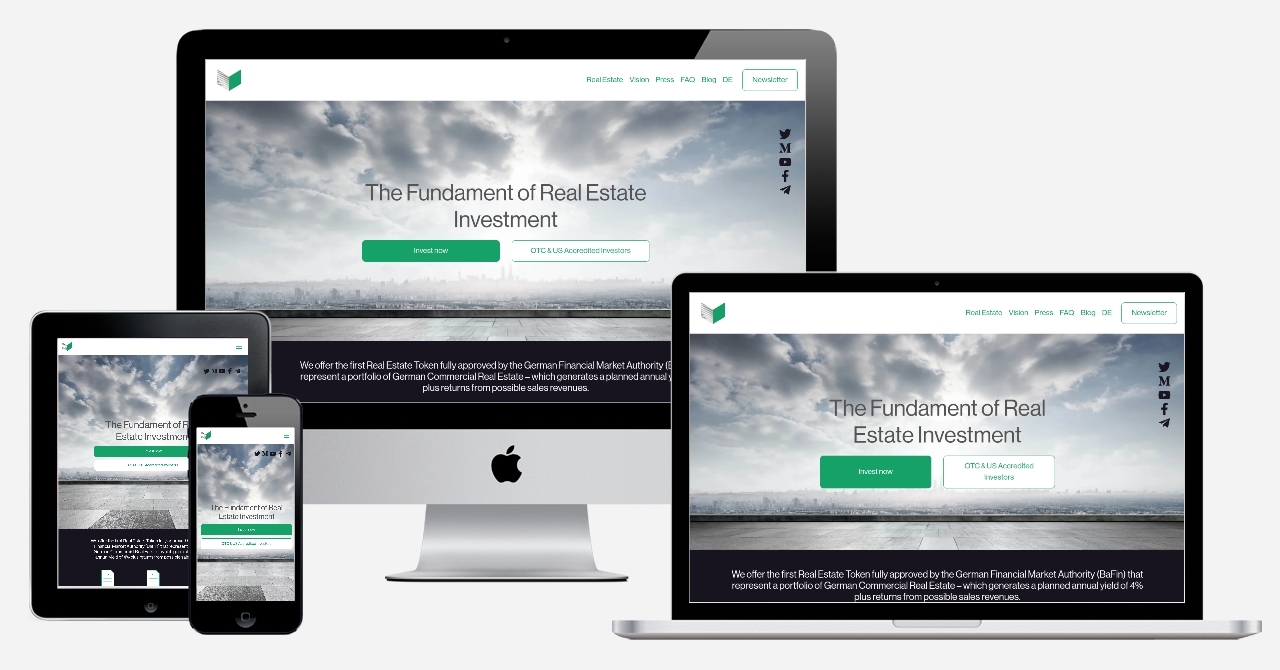 Real Estate Vision Press FAQ Blog DE Newsletter
The Fundament of Real Estate
Investment
Invest now OTC & US Accredited Investors
We offer the first Real Estate Token fully approved by the German Financial Market Authority
represent a portfolio of German Commercial Real Estate – which generates a planned annual
plus returns from possible sales revenues.
Real Estate Vision Press FAQ Blog DE Newsletter
The Fundament of Real
Estate Investment
Invest now OTC & US Accredited
Investors
We offer the first Real Estate Token fully approved by the German Financial Market Authority (BaFin) that
represent a portfolio of German Commercial Real Estate – which generates a planned annual yield of 4%
plus returns from possible sales revenues.
The Fundament of
Estate Investment
The Fundament of Real
Estate Investment